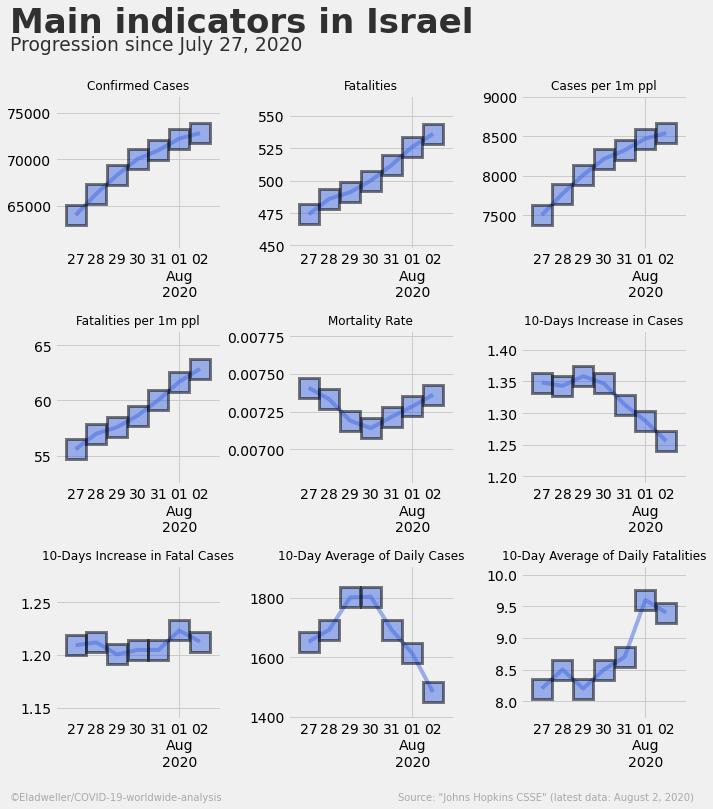 Main indicators in Israel
Progression since July 27, 2020
Confirmed Cases
75000
70000
65000
27 28 29 30 31 01 02
Aug
2020
Fatalities
550
525
500
475
450
27 28 29 30 31 01 02
Aug
2020
Cases per 1m ppl
9000
8500
8000
7500
27 28 29 30 31 01 02
Aug
2020
Fatalities per 1m ppl
65
60
55
27 28 29 30 31 01 02
Aug
2020
Mortality Rate
0.00775
0.00750
0.00725
0.00700
27 28 29 30 31 01 02
Aug
2020
10-Days Increase in Cases
1.40
1.35
1.30
1.25
1.20
27 28 29 30 31 01 02
Aug
2020
10-Days Increase in Fatal Cases
1.25
1.20
1.15
27 28 29 30 31 01 02
Aug
2020
10-Day Average of Daily Cases
1800
1600
1400
27 28 29 30 31 01 02
Aug
2020
10-Day Average of Daily Fatalities
10.0
9.5
9.0
8.5
8.0
27 28 29 30 31 01 02
Aug
2020
©Eladweller/COVID-19-worldwide-analysis
Source: "Johns Hopkins CSSE" (latest data: August 2, 2020)